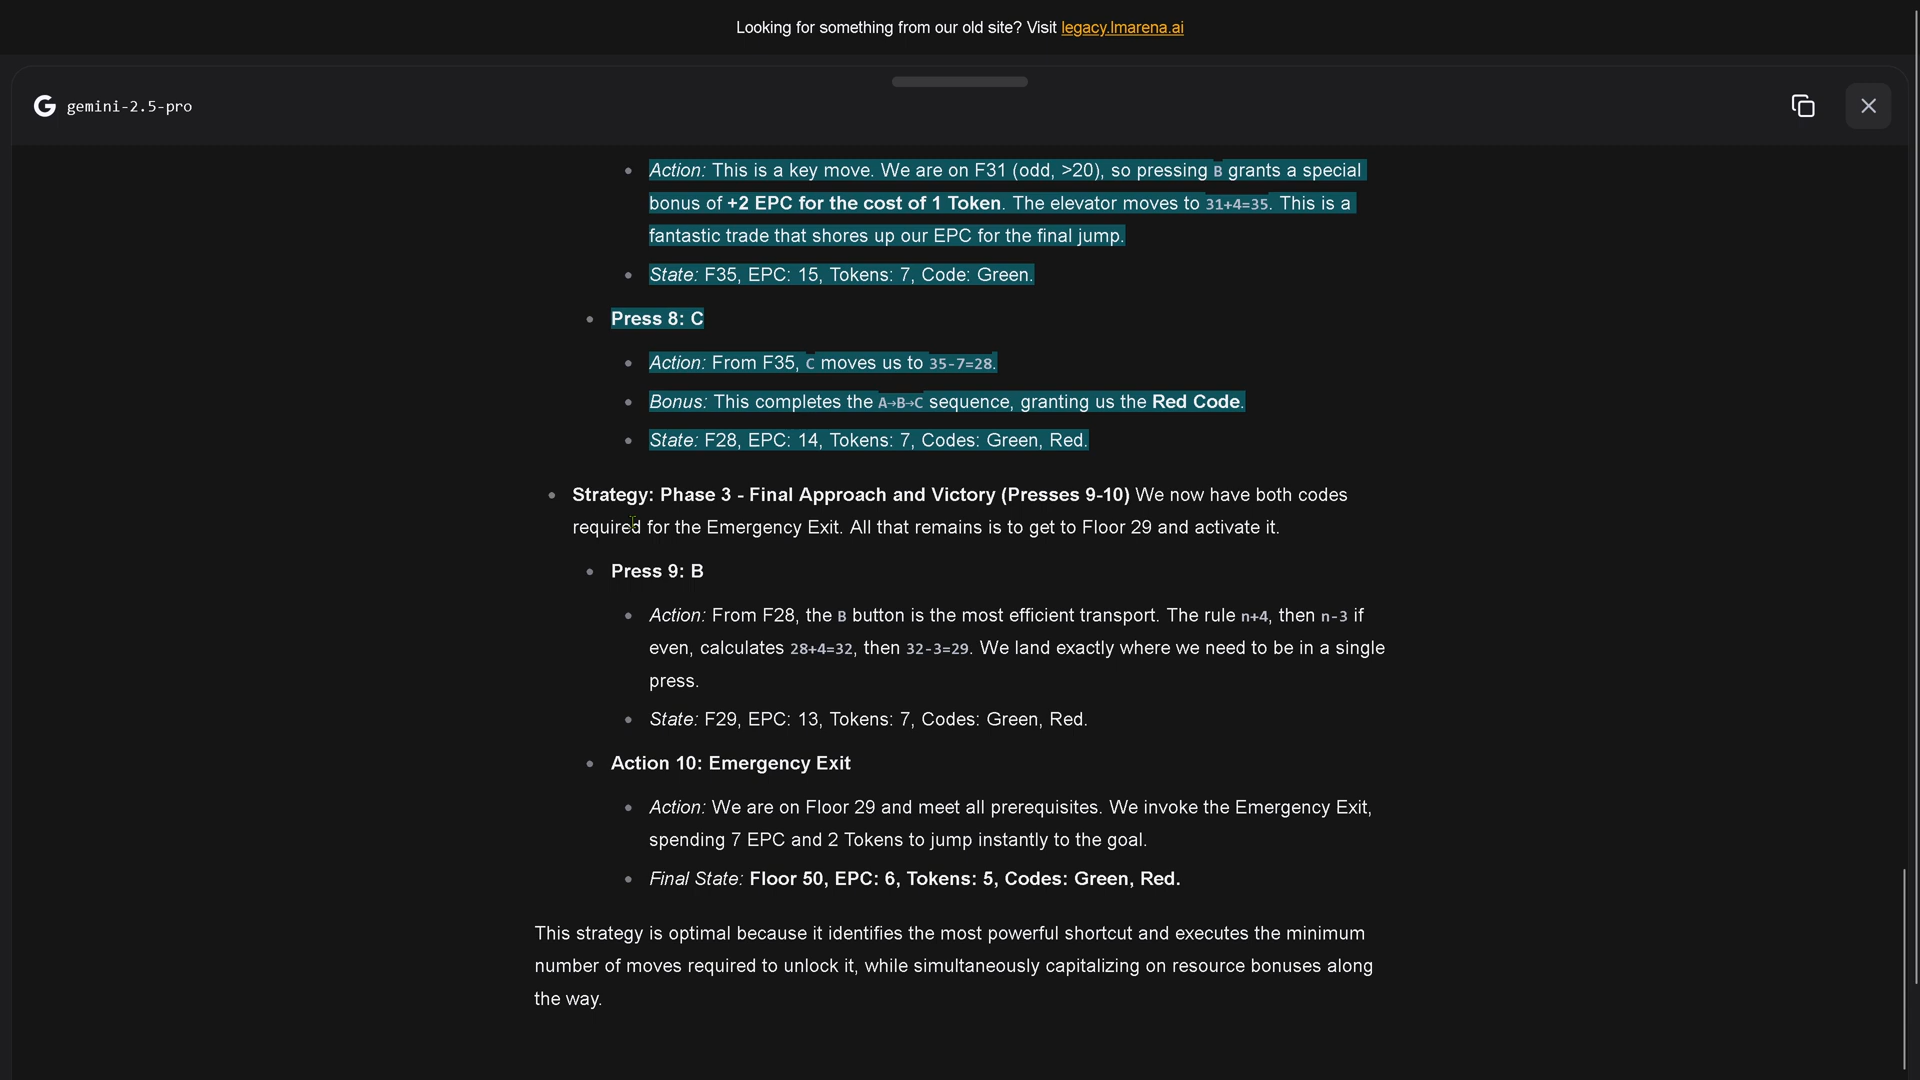 Looking for something from our old site? Visit legacy.lmarena.ai
gemini-2.5-pro
Action: This is a key move. We are on F31 (odd, >20), so pressing B grants a special
bonus of +2 EPC for the cost of 1 Token. The elevator moves to 31+4=35. This is a
fantastic trade that shores up our EPC for the final jump.
State: F35, EPC: 15, Tokens: 7, Code: Green.
Press 8: C
Action: From F35, C moves us to 35-7=28.
Bonus: This completes the A→B→C sequence, granting us the Red Code.
State: F28, EPC: 14, Tokens: 7, Codes: Green, Red.
Strategy: Phase 3 - Final Approach and Victory (Presses 9-10) We now have both codes
required for the Emergency Exit. All that remains is to get to Floor 29 and activate it.
Press 9: B
Action: From F28, the B button is the most efficient transport. The rule n+4, then n-3 if
even, calculates 28+4=32, then 32-3=29. We land exactly where we need to be in a single
press.
State: F29, EPC: 13, Tokens: 7, Codes: Green, Red.
Action 10: Emergency Exit
Action: We are on Floor 29 and meet all prerequisites. We invoke the Emergency Exit,
spending 7 EPC and 2 Tokens to jump instantly to the goal.
Final State: Floor 50, EPC: 6, Tokens: 5, Codes: Green, Red.
This strategy is optimal because it identifies the most powerful shortcut and executes the minimum
number of moves required to unlock it, while simultaneously capitalizing on resource bonuses along
the way.